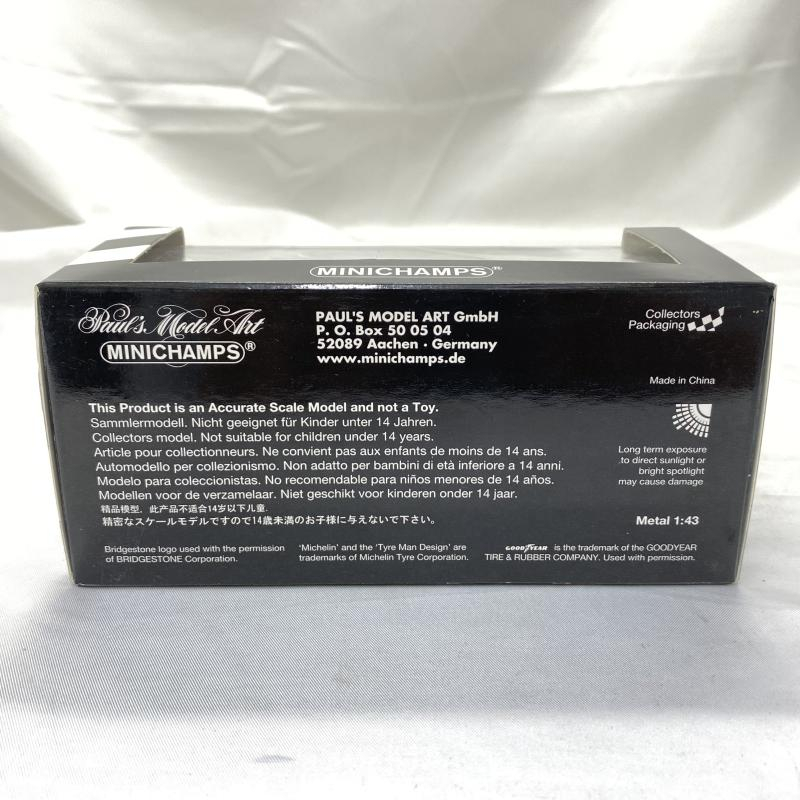 MINICHAMPS®
Paul's Model Art
MINICHAMPS®
PAUL'S MODEL ART GmbH
P. O. Box 50 05 04
52089 Aachen · Germany
www.minichamps.de
Collectors
Packaging
Made in China
This Product is an Accurate Scale Model and not a Toy.
Sammlermodell. Nicht geeignet für Kinder unter 14 Jahren.
Collectors model. Not suitable for children under 14 years.
Article pour collectionneurs. Ne convient pas aux enfants de moins de 14 ans.
Automodello per collezionismo. Non adatto per bambini di età inferiore a 14 anni.
Modelo para coleccionistas. No recomendable para niños menores de 14 años.
Modellen voor de verzamelaar. Niet geschikt voor kinderen onder 14 jaar.
精品模型．此产品不适合14岁以下儿童．
精密なスケールモデルですので14歳未満のお子様に与えないで下さい。
Long term exposure
to direct sunlight or
bright spotlight
may cause damage
Metal 1:43
Bridgestone logo used with the permission
of BRIDGESTONE Corporation.
'Michelin' and the 'Tyre Man Design' are
trademarks of Michelin Tyre Corporation.
GOODYEAR is the trademark of the GOODYEAR
TIRE & RUBBER COMPANY. Used with permission.